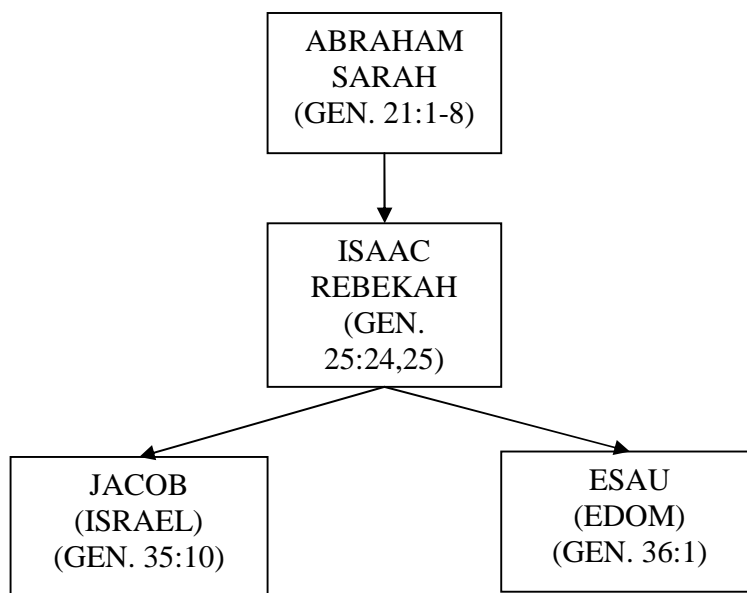 ABRAHAM
SARAH
(GEN. 21:1-8)
ISAAC
REBEKAH
(GEN.
25:24,25)
JACOB
(ISRAEL)
(GEN. 35:10)
ESAU
(EDOM)
(GEN. 36:1)